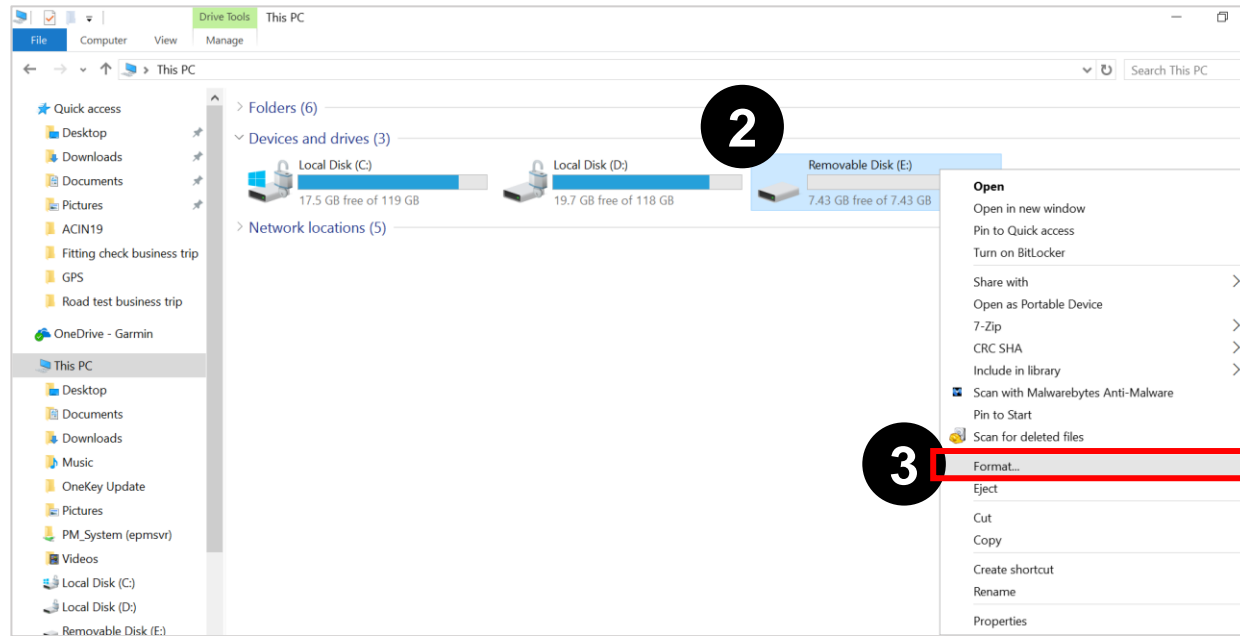 Drive Tools This PC
File Computer View Manage
This PC Search This PC
Quick access
Desktop
Downloads
Documents
Pictures
ACIN19
Fitting check business trip
GPS
Road test business trip
OneDrive - Garmin
This PC
Desktop
Documents
Downloads
Music
OneKey Update
Pictures
PM_System (epmsvr)
Videos
Local Disk (C:)
Local Disk (D:)
Removable Disk (E:)
Folders (6)
Devices and drives (3)
Local Disk (C:)
17.5 GB free of 119 GB
Local Disk (D:)
19.7 GB free of 118 GB
2
Removable Disk (E:)
7.43 GB free of 7.43 GB
Network locations (5)
Open
Open in new window
Pin to Quick access
Turn on BitLocker
Share with
Open as Portable Device
7-Zip
CRC SHA
Include in library
Scan with Malwarebytes Anti-Malware
Pin to Start
Scan for deleted files
3
Format...
Eject
Cut
Copy
Create shortcut
Rename
Properties